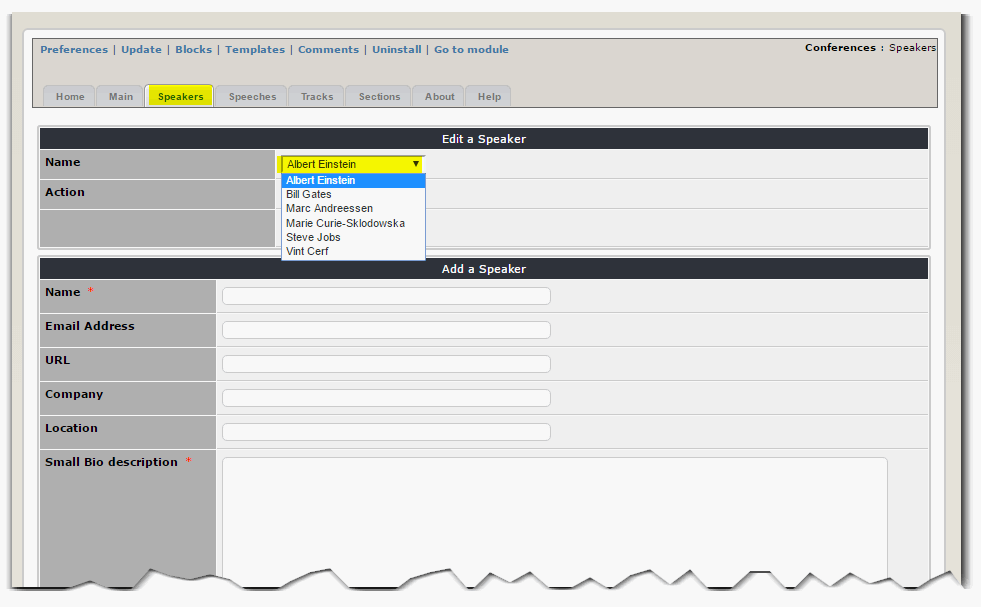 Preferences | Update | Blocks | Templates | Comments | Uninstall | Go to module
Conferences : Speakers
Home Main Speakers Speeches Tracks Sections About Help
Edit a Speaker
Name Albert Einstein
Albert Einstein
Action
Bill Gates
Marc Andreessen
Marie Curie-Sklodowska
Steve Jobs
Vint Cerf
Add a Speaker
Name *
Email Address
URL
Company
Location
Small Bio description *